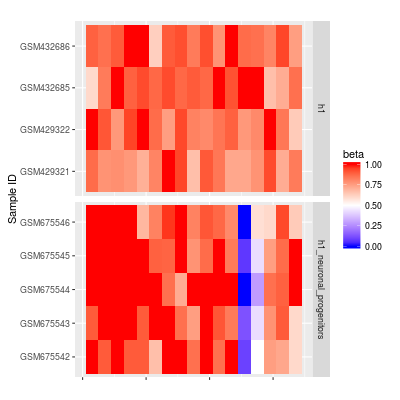 GSM432686
GSM432685
GSM429322
GSM429321
h1
Sample ID
GSM675546
GSM675545
GSM675544
GSM675543
GSM675542
h1_neuronal_progenitors
beta
1.00
0.75
0.50
0.25
0.00